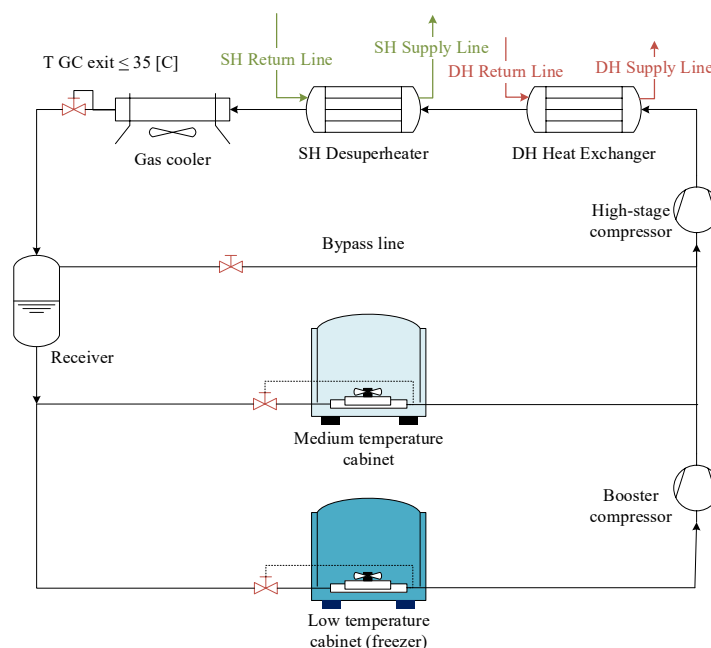 SH Supply Line
T GC exit ≤ 35 [C]
SH Return Line
DH Return Line
DH Supply Line
Gas cooler
SH Desuperheater
DH Heat Exchanger
High-stage
compressor
Bypass line
Receiver
Medium temperature
cabinet
Booster
compressor
Low temperature
cabinet (freezer)